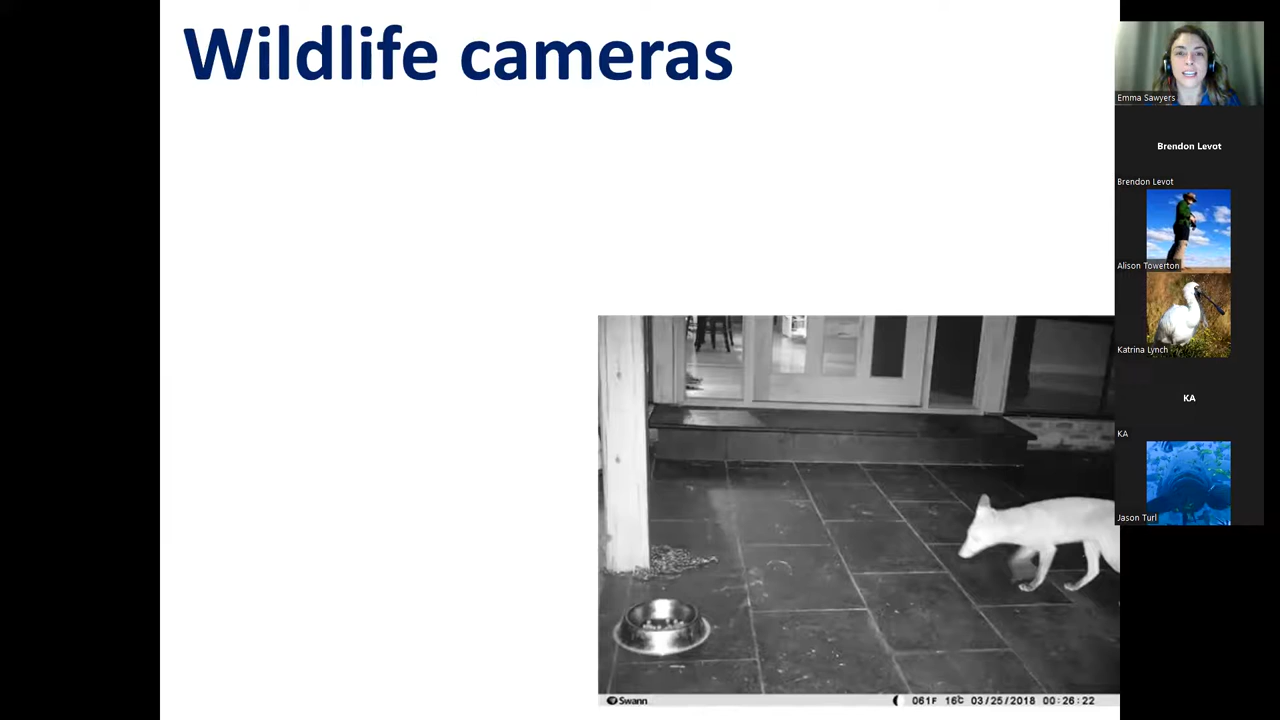 Wildlife cameras
Emma Sawyers
Brendon Levot
Brendon Levot
Alison Towerton
Katrina Lynch
KA
KA
Jason Turl
Swann
061F 16℃ 03/25/2018 00:26:22